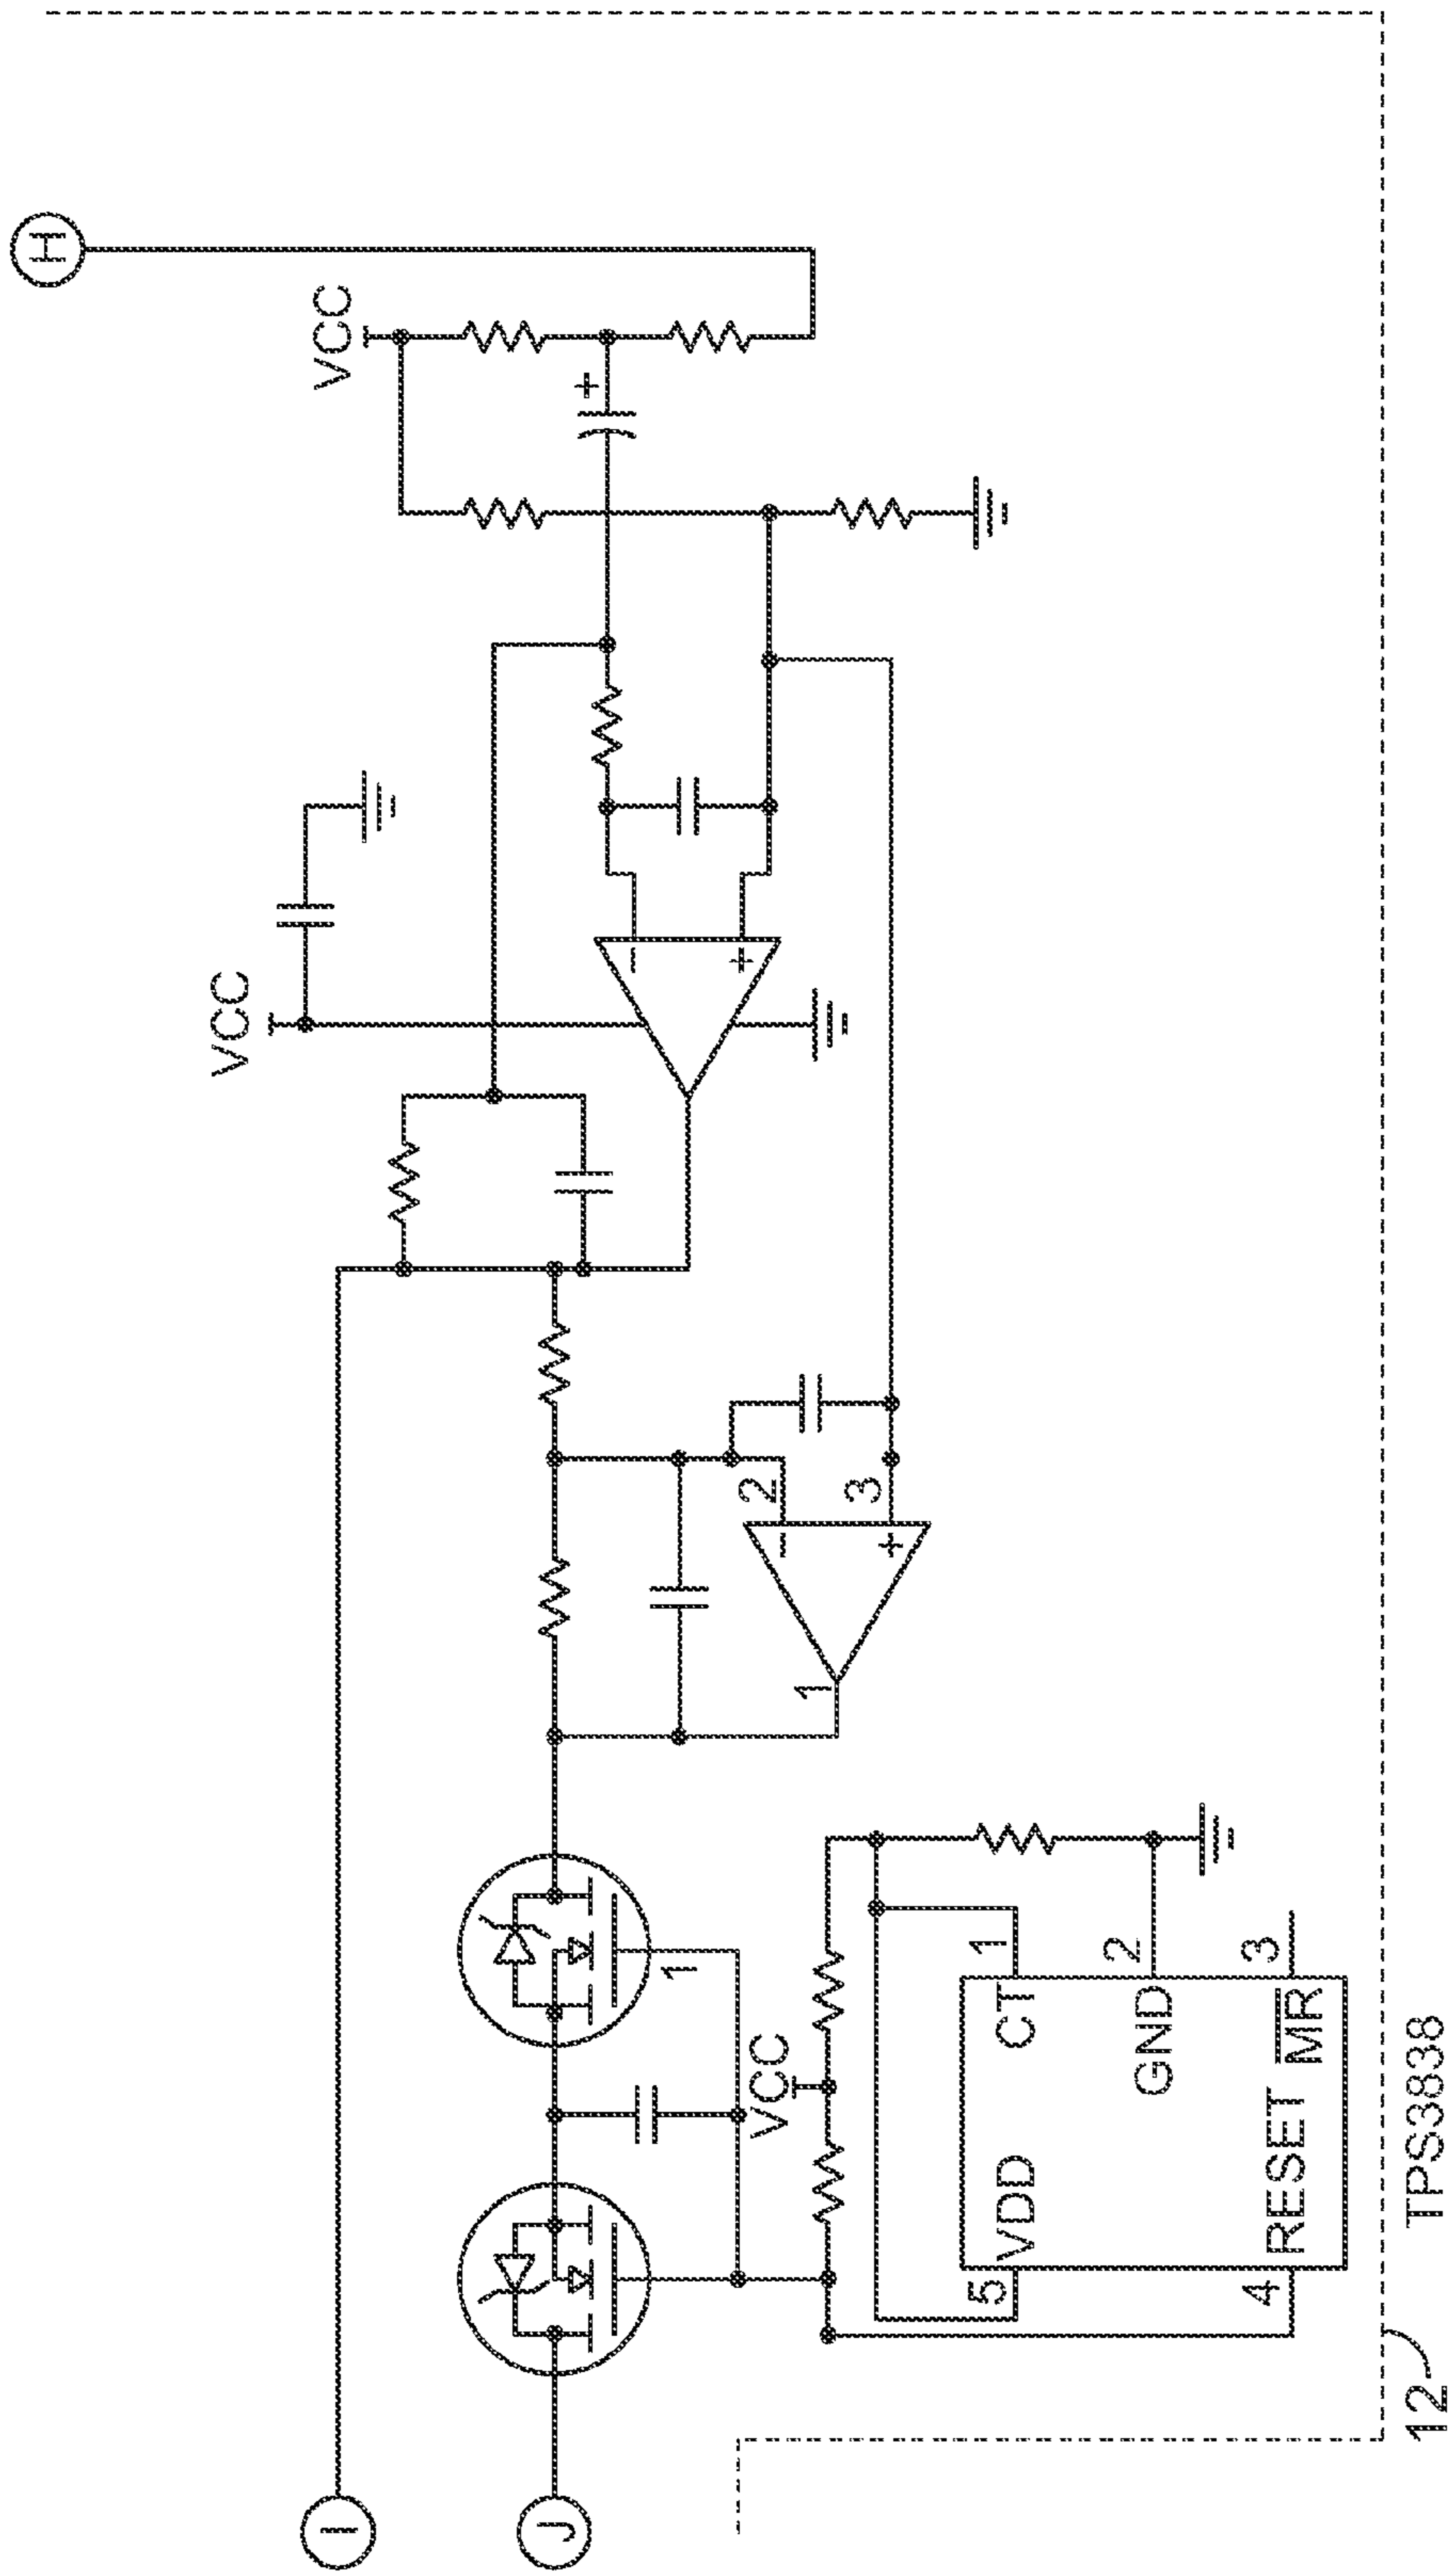 H
VCC
VCC
I
J
+
-
+
2
3
-
+
1
1
VCC
5
VDD
CT
1
GND
2
4
RESET
MR
3
12
TPS3838